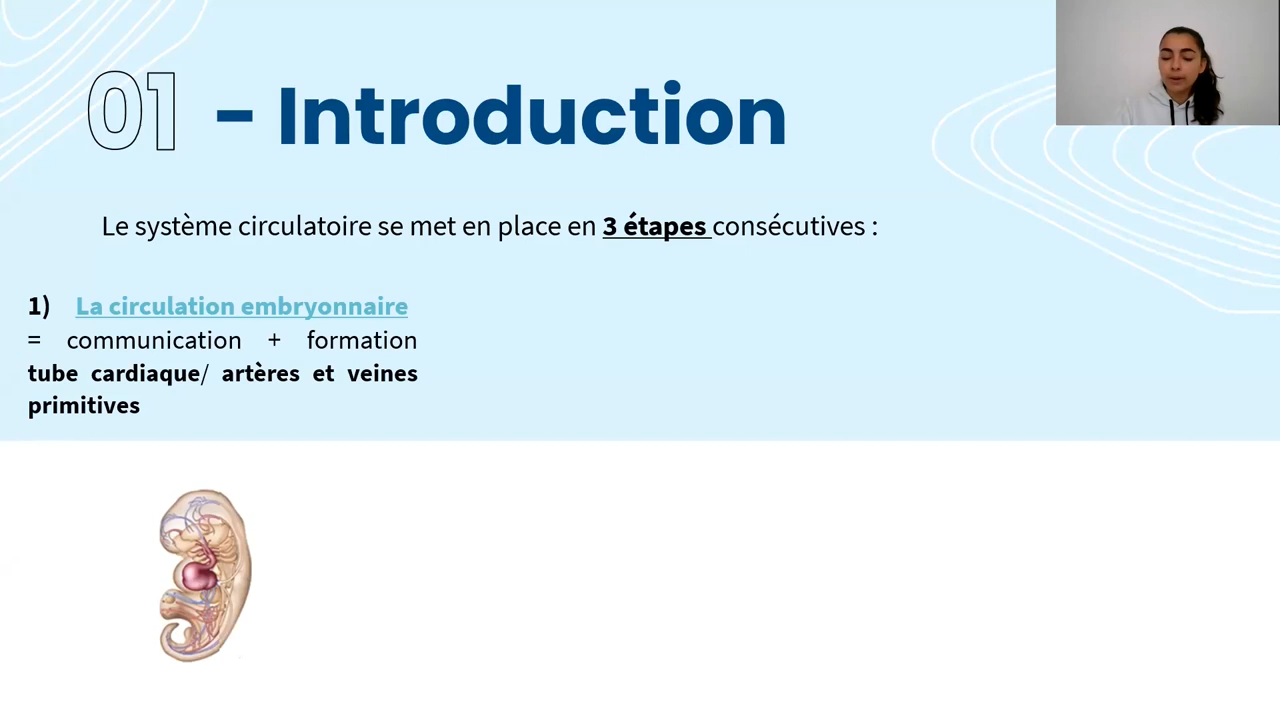 01 - Introduction
Le système circulatoire se met en place en 3 étapes consécutives :
1) La circulation embryonnaire
= communication + formation
tube cardiaque/ artères et veines
primitives